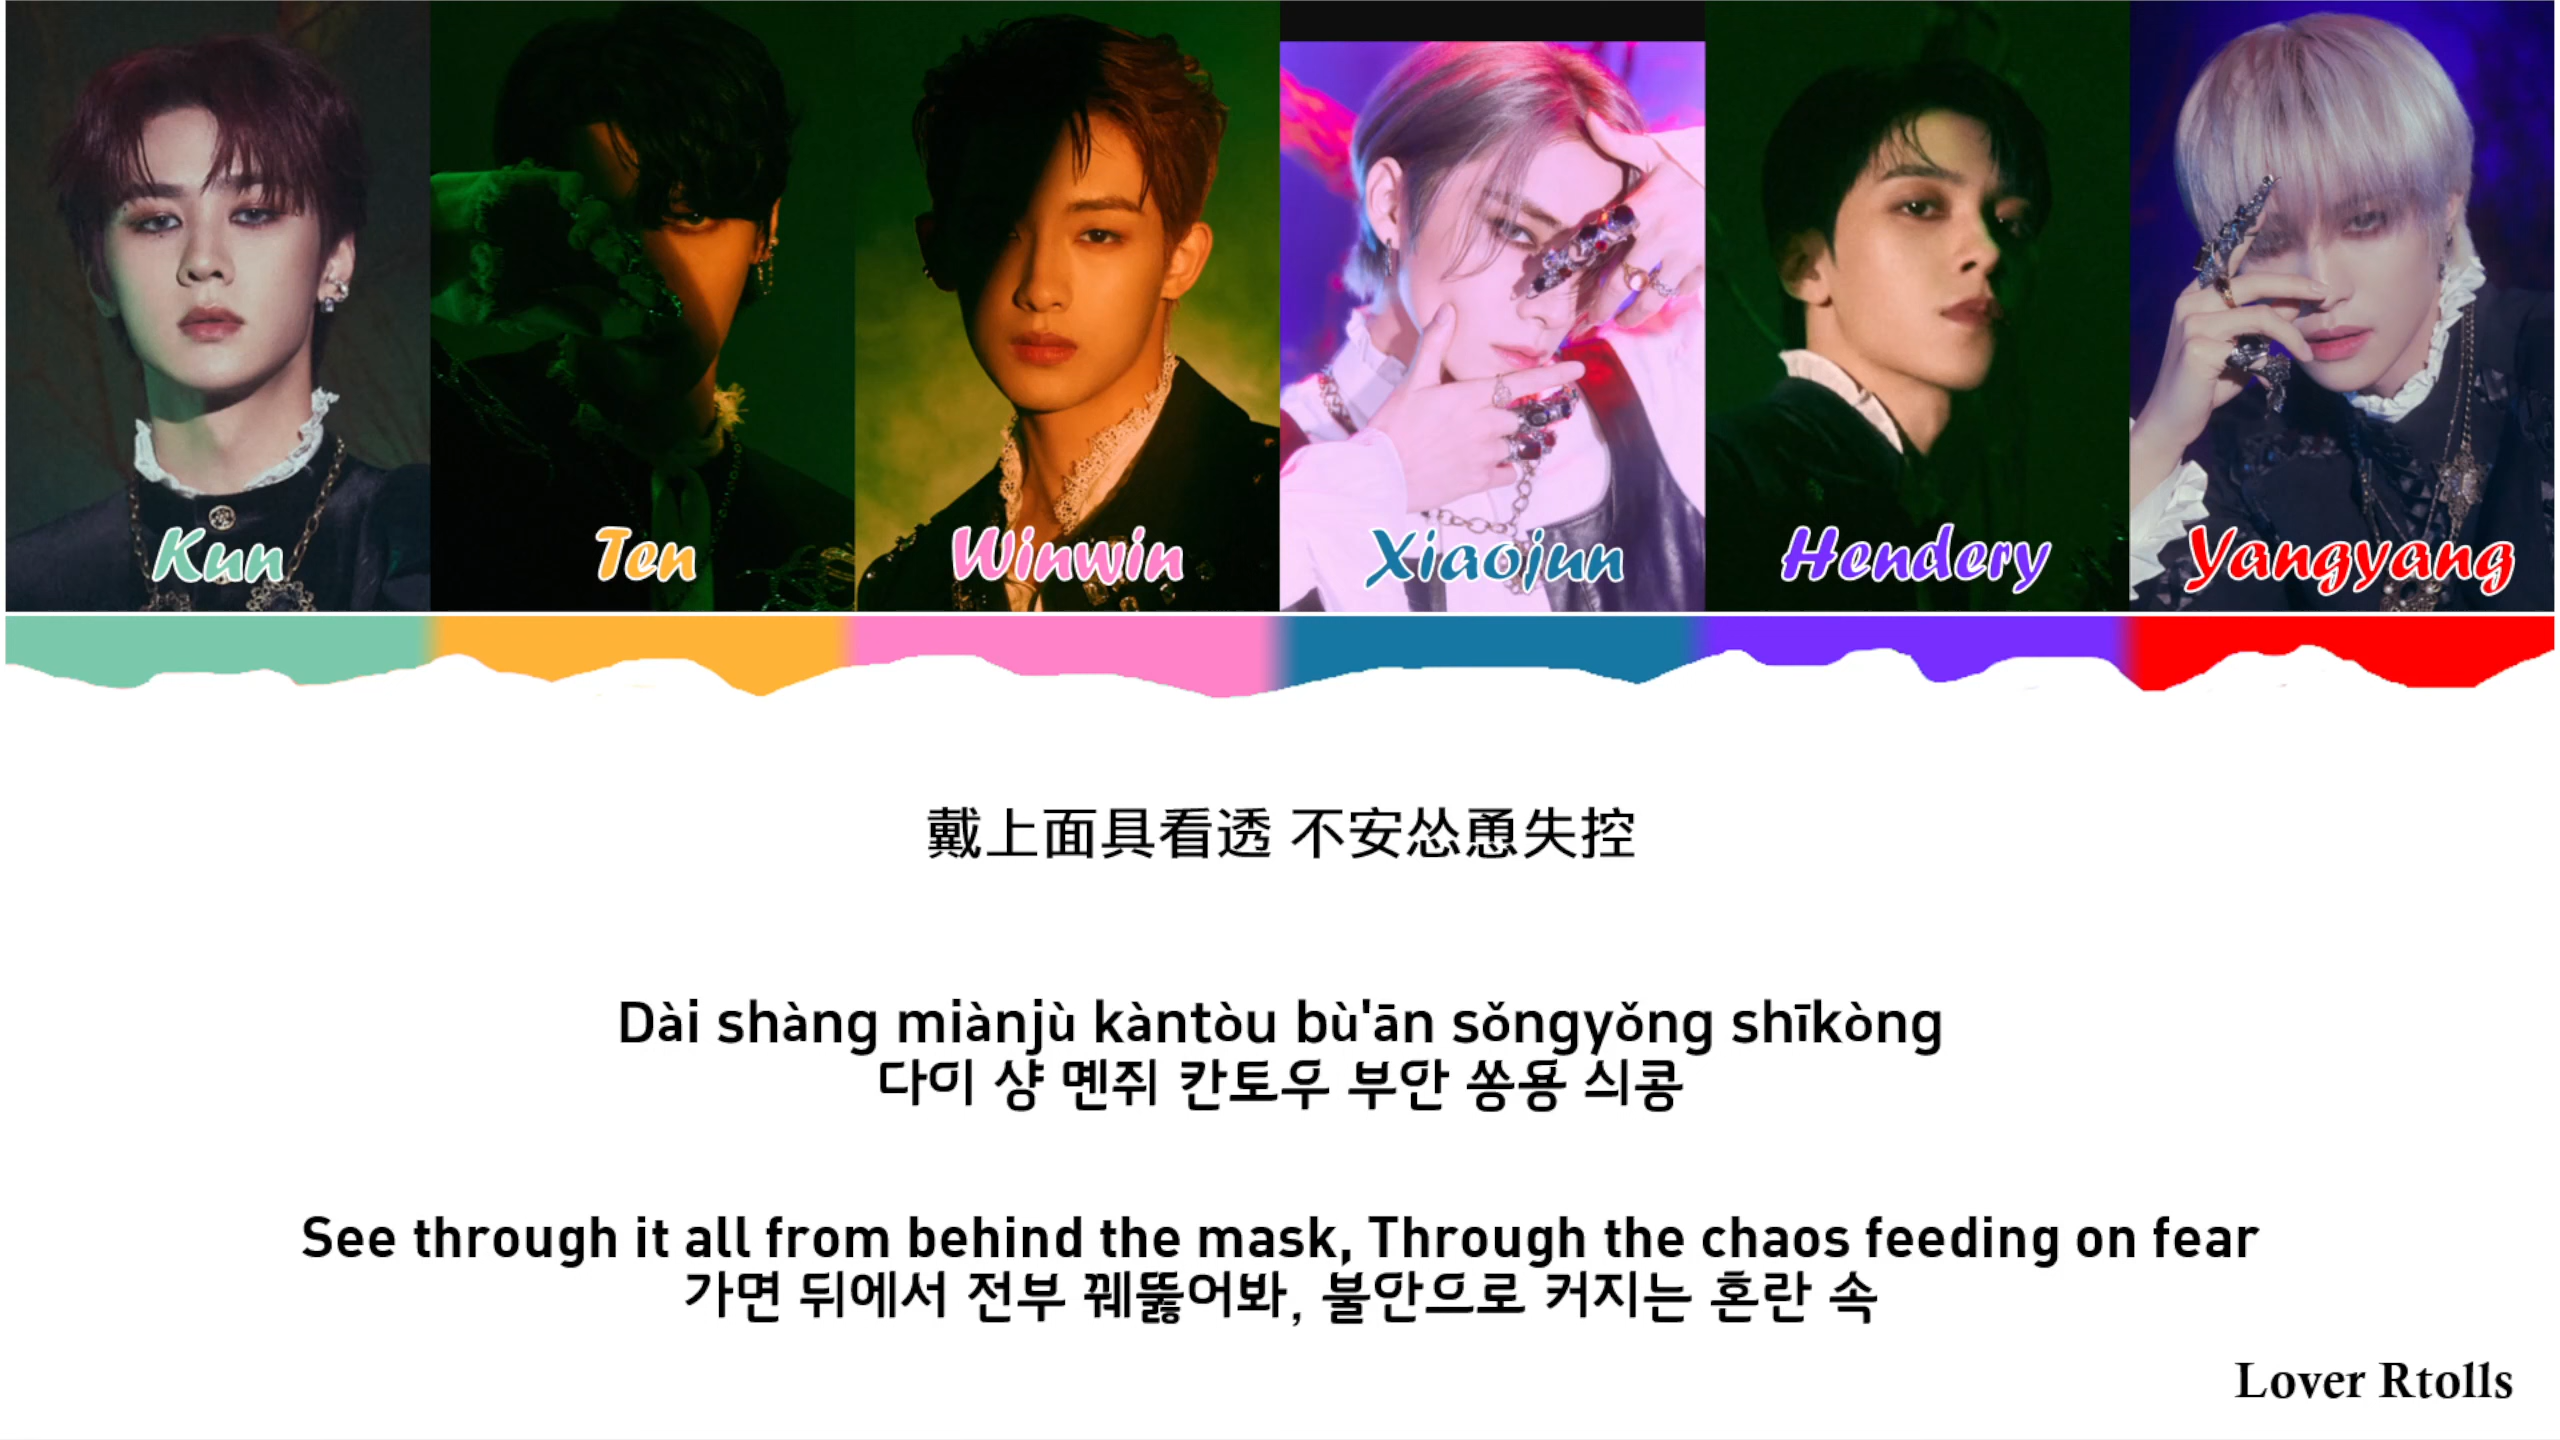 Kun
Ten
Winwin
Xiaojun
Hendery
Yangyang
戴上面具看透 不安怂恿失控
Dài shàng miànjù kàntòu bù'ān sǒngyǒng shīkòng
다이 샹 몐쥐 칸토우 부안 쏭용 싀콩
See through it all from behind the mask, Through the chaos feeding on fear
가면 뒤에서 전부 꿰뚫어봐, 불안으로 커지는 혼란 속
Lover Rtolls